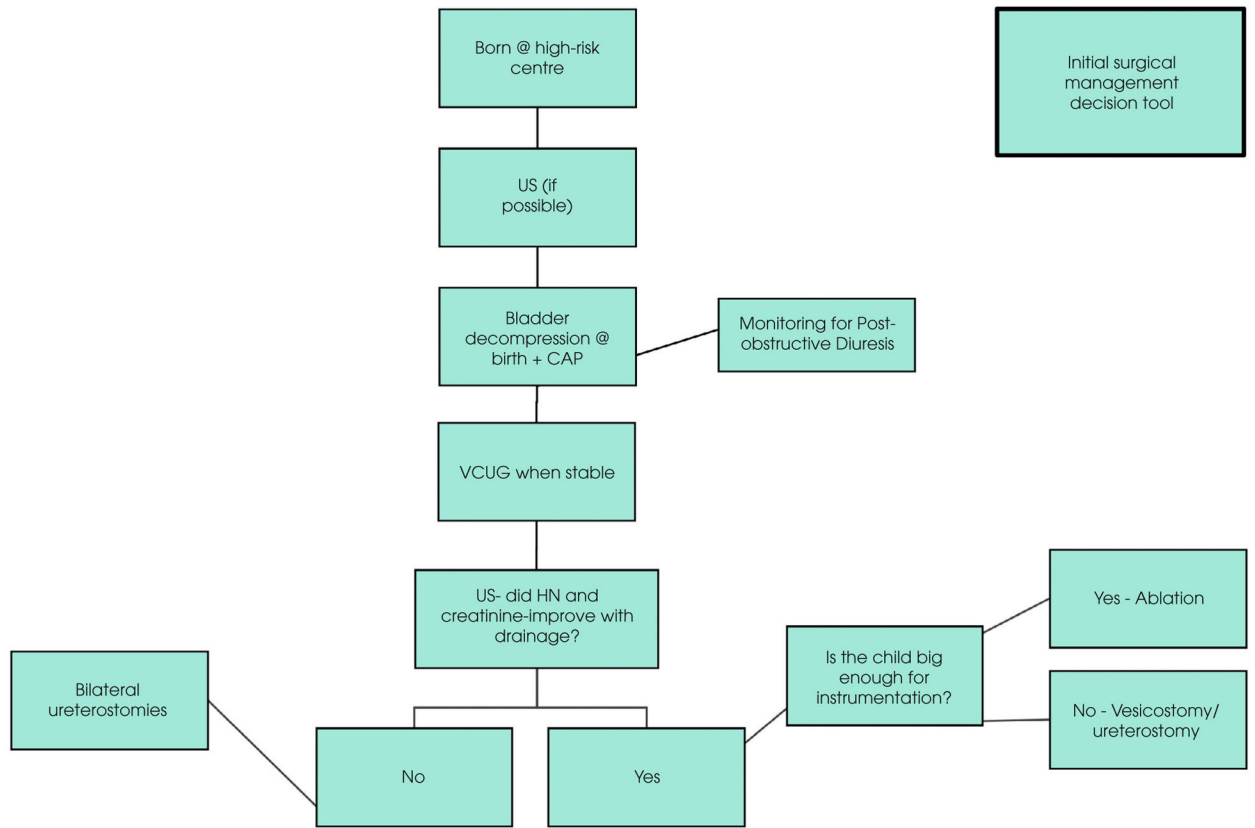 Born @ high-risk
centre
Initial surgical
management
decision tool
US (if
possible)
Bladder
decompression @
birth + CAP
Monitoring for Post-
obstructive Diuresis
VCUG when stable
US- did HN and
creatinine-improve with
drainage?
Bilateral
ureterostomies
No
Yes
Is the child big
enough for
instrumentation?
Yes - Ablation
No - Vesicostomy/
ureterostomy